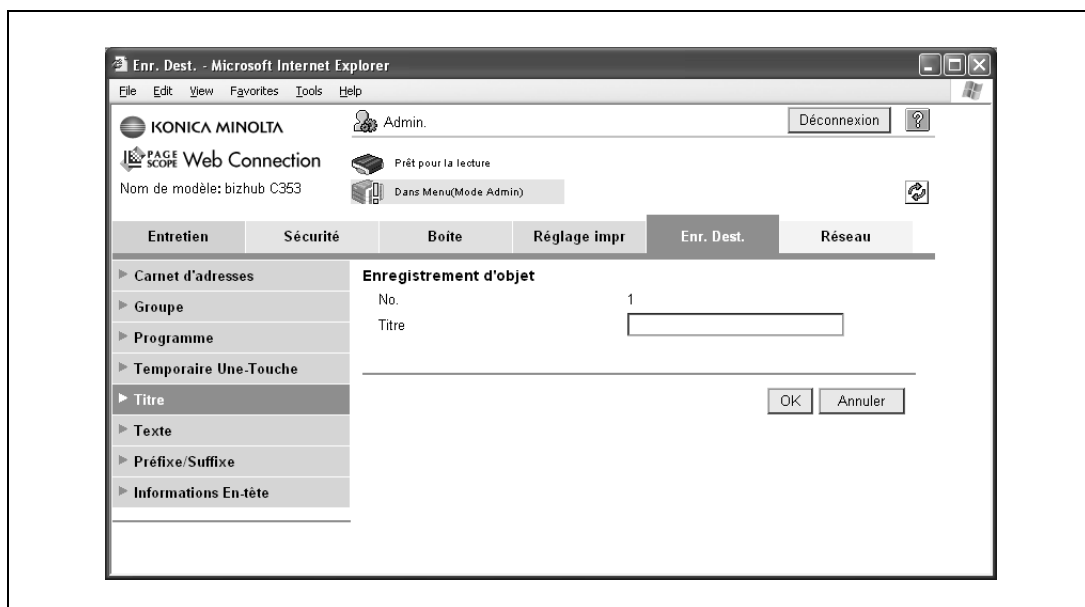 Enr. Dest. - Microsoft Internet Explorer
File Edit View Favorites Tools Help
KONICA MINOLTA
Admin.
Déconnexion
?
PAGE SCOPE Web Connection
Prêt pour la lecture
Nom de modèle: bizhub C353
Dans Menu(Mode Admin)
Entretien Sécurité Boîte Réglage impr Enr. Dest. Réseau
Carnet d'adresses
Groupe
Programme
Temporaire Une-Touche
Titre
Texte
Préfixe/Suffixe
Informations En-tête
Enregistrement d'objet
No. 1
Titre
OK Annuler